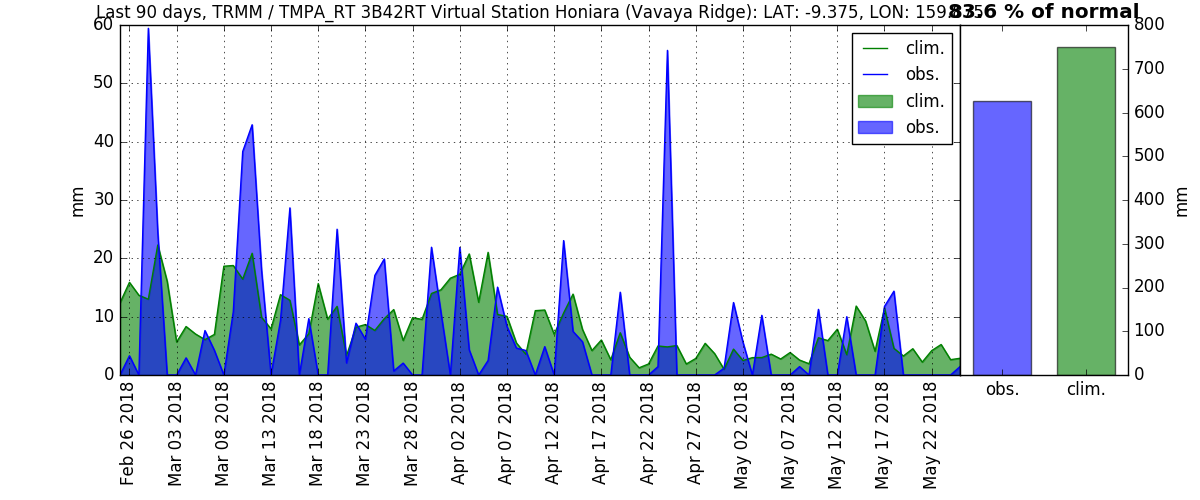 Last 90 days, TRMM / TMPA_RT 3B42RT Virtual Station Honiara (Vavaya Ridge): LAT: -9.375, LON:
83.6 % of normal
60
50
40
30
20
10
0
mm
clim.
obs.
clim.
obs.
800
700
600
500
400
300
200
100
0
mm
obs.
clim.
Feb 26 2018
Mar 03 2018
Mar 08 2018
Mar 13 2018
Mar 18 2018
Mar 23 2018
Mar 28 2018
Apr 02 2018
Apr 07 2018
Apr 12 2018
Apr 17 2018
Apr 22 2018
Apr 27 2018
May 02 2018
May 07 2018
May 12 2018
May 17 2018
May 22 2018